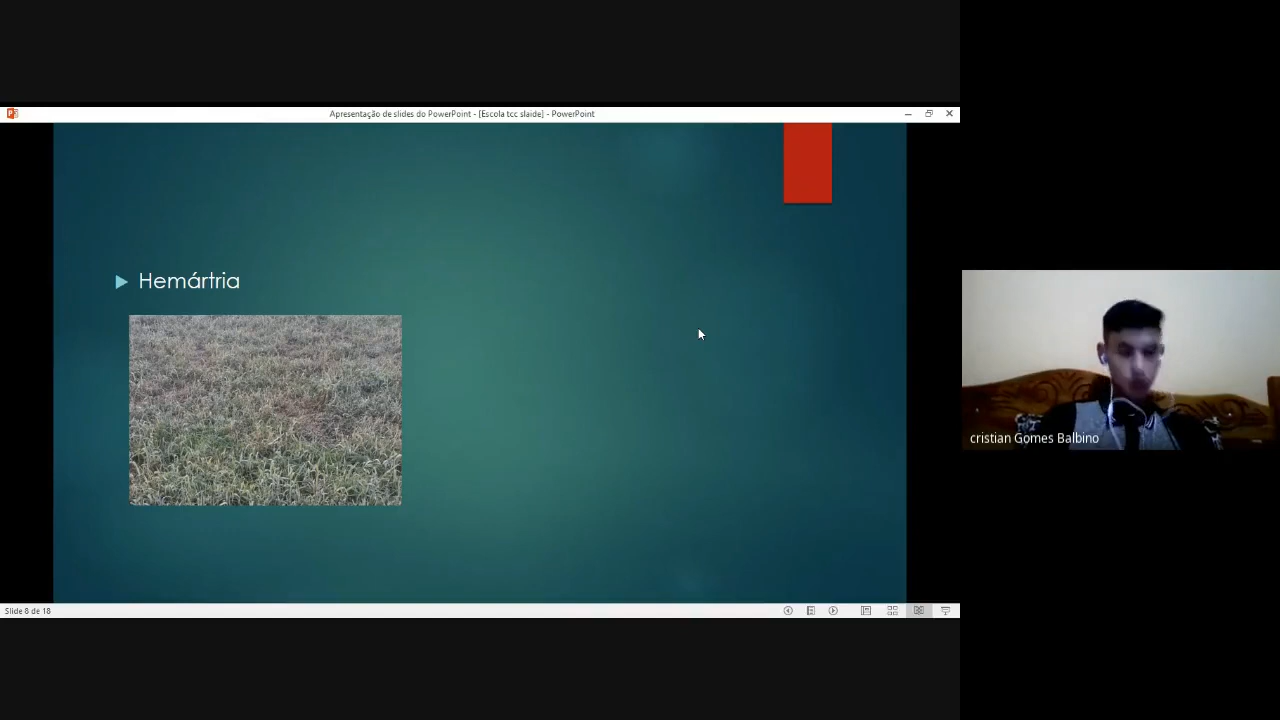 Apresentação de slides do PowerPoint - [Escola tcc slaide] - PowerPoint
Hemártria
cristian Gomes Balbino
Slide 8 de 18